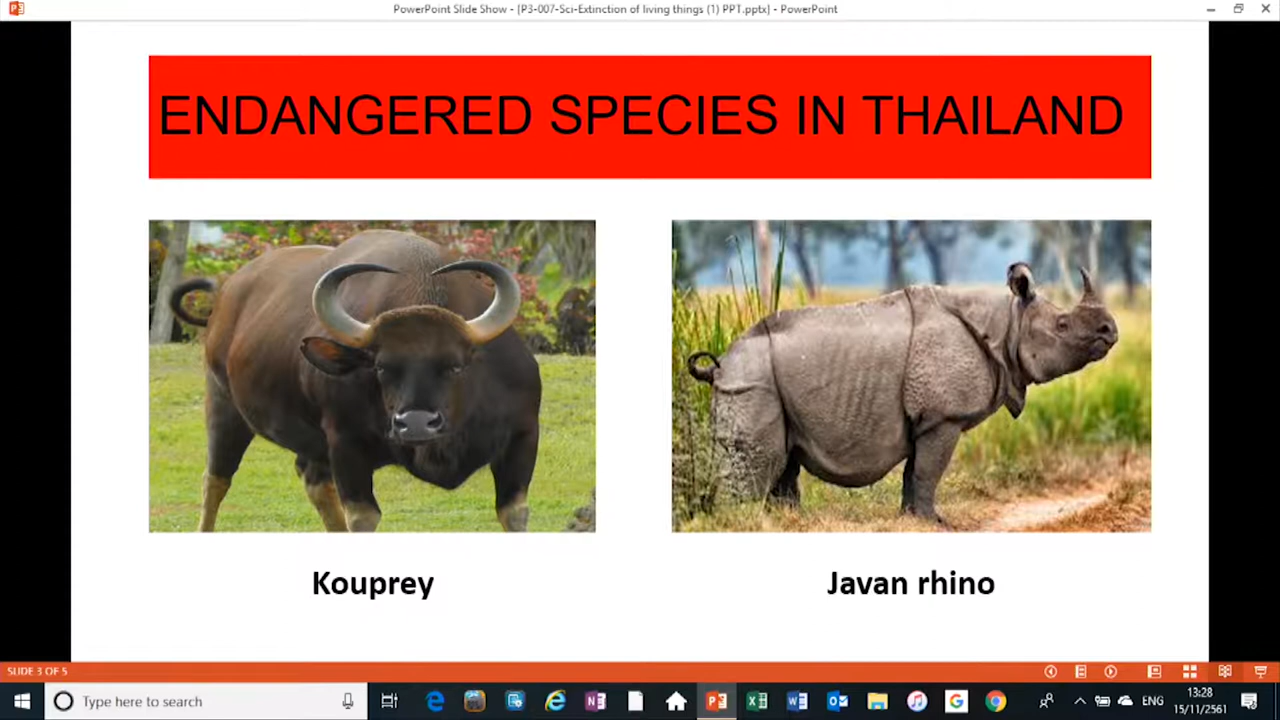 PowerPoint Slide Show - [P3-007-Sci-Extinction of living things (1) PPT.pptx] - PowerPoint
ENDANGERED SPECIES IN THAILAND
Kouprey
Javan rhino
SLIDE 3 OF 5
Type here to search
ENG
13:28
15/11/2561